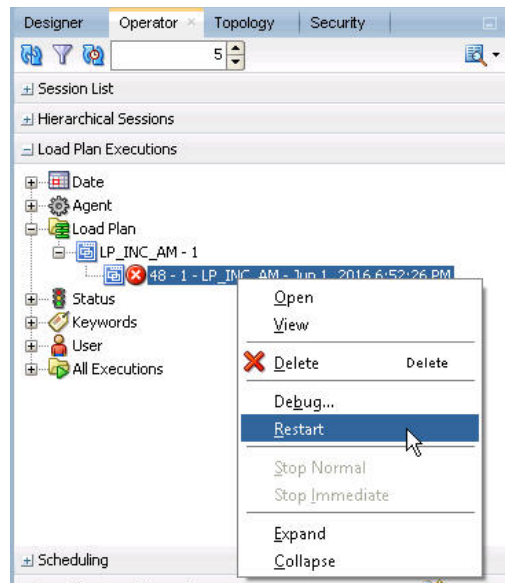 Designer Operator Topology Security
5
Session List
Hierarchical Sessions
Load Plan Executions
Date
Agent
Load Plan
LP_INC_AM - 1
48 - 1 - LP_INC_AM - Jun 1, 2016 6:52:26 PM
Status
Keywords
User
All Executions
Open
View
Delete Delete
Debug...
Restart
Stop Normal
Stop Immediate
Expand
Collapse
Scheduling